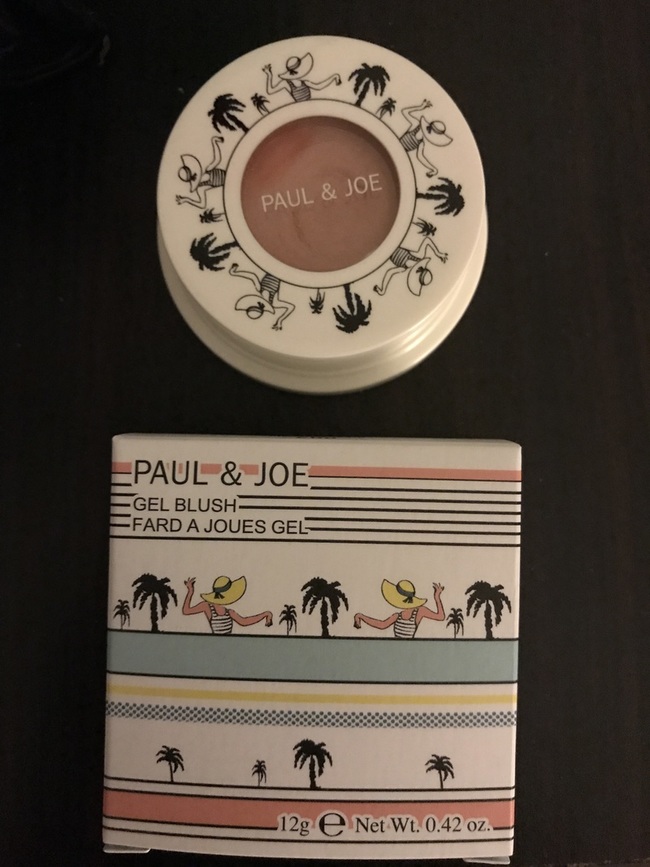 PAUL & JOE
PAUL & JOE
GEL BLUSH
FARD A JOUES GEL
12g ℮ Net Wt. 0.42 oz.